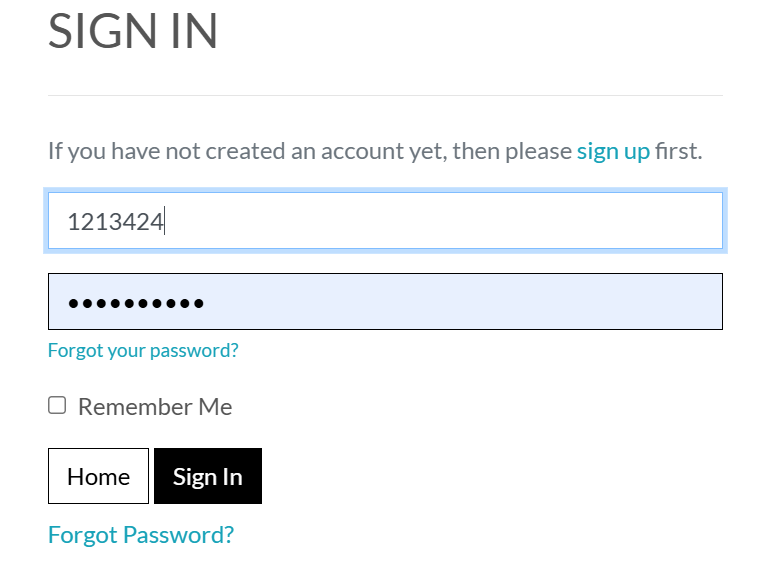 SIGN IN
If you have not created an account yet, then please sign up first.
1213424
••••••••••
Forgot your password?
Remember Me
Home Sign In
Forgot Password?